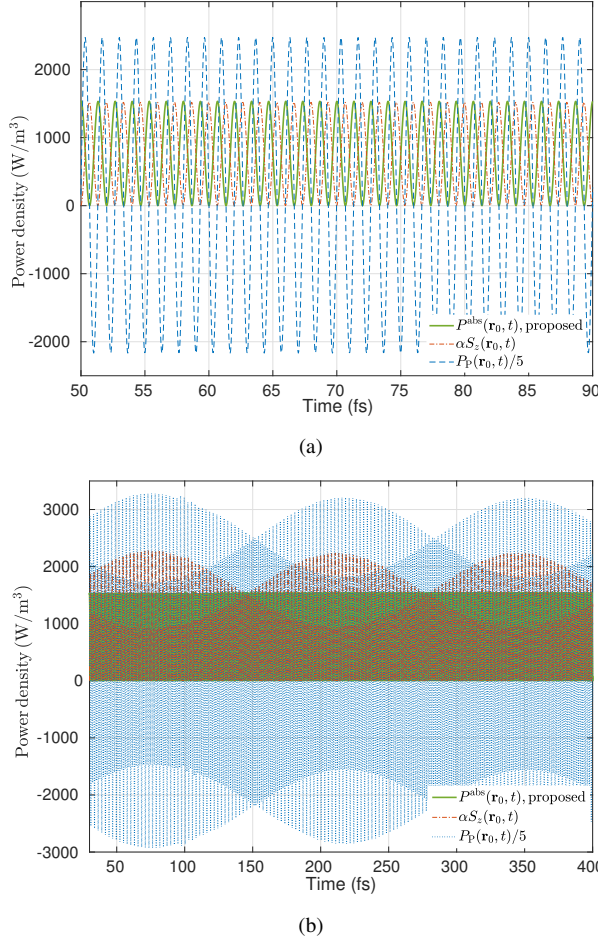 2000
1000
0
-1000
-2000
Power density (W/m³)
50 55 60 65 70 75 80 85 90
Time (fs)
P^abs(r₀, t), proposed
αS_z(r₀, t)
P_P(r₀, t)/5
(a)
3000
2000
1000
0
-1000
-2000
-3000
Power density (W/m³)
50 100 150 200 250 300 350 400
Time (fs)
P^abs(r₀, t), proposed
αS_z(r₀, t)
P_P(r₀, t)/5
(b)